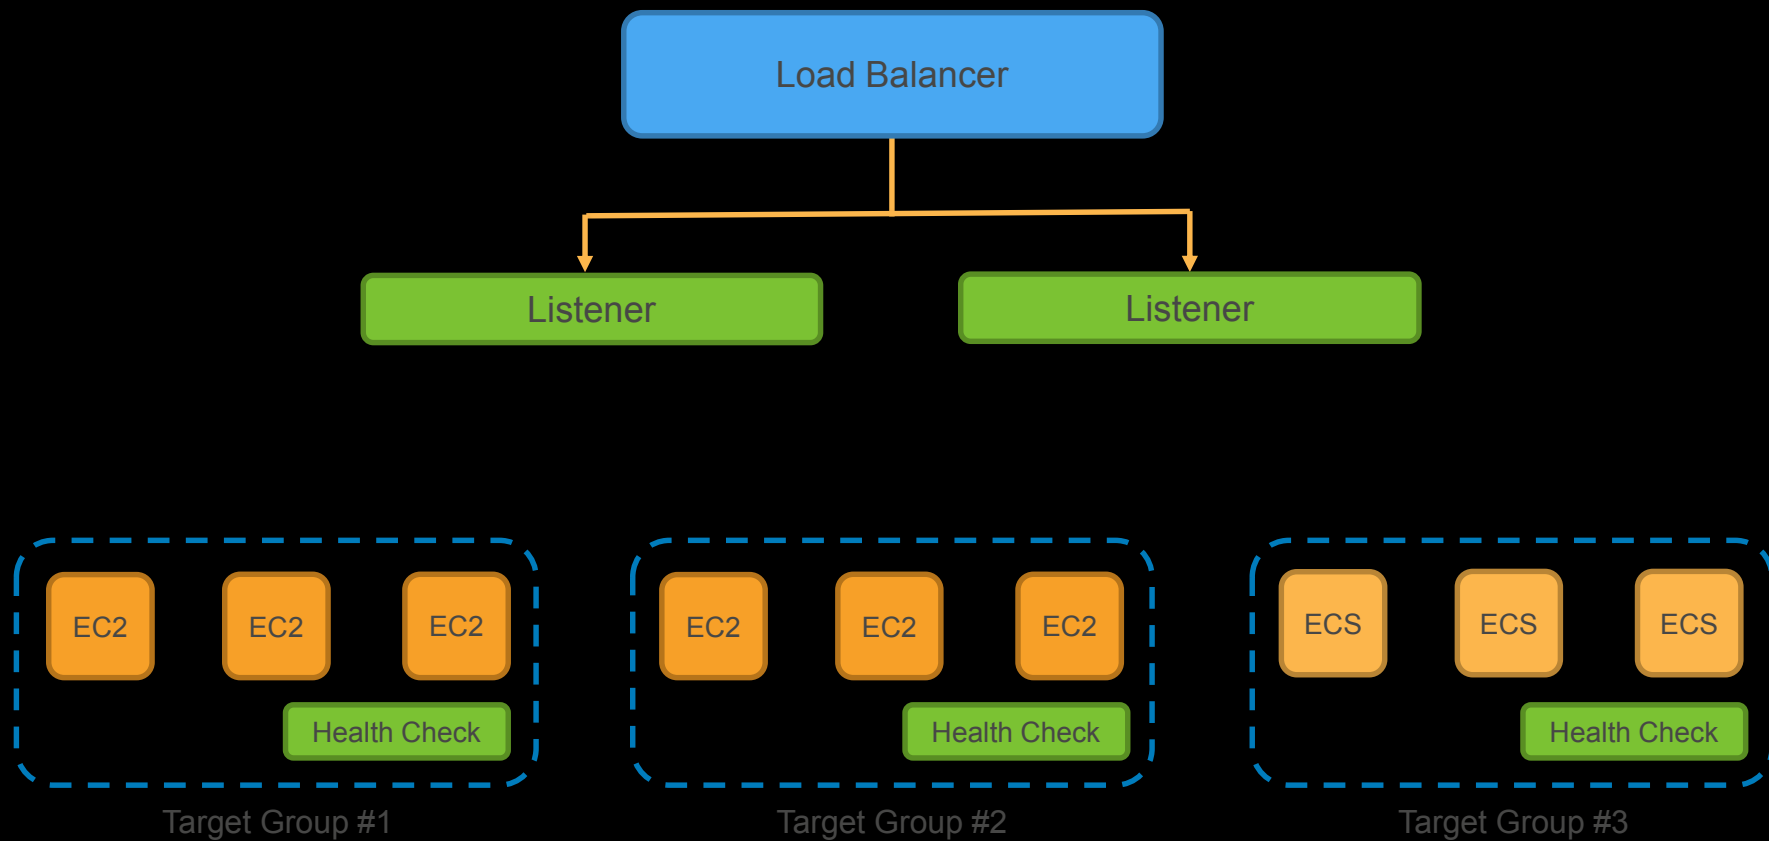 Load Balancer
Listener
Listener
EC2
EC2
EC2
Health Check
Target Group #1
EC2
EC2
EC2
Health Check
Target Group #2
ECS
ECS
ECS
Health Check
Target Group #3